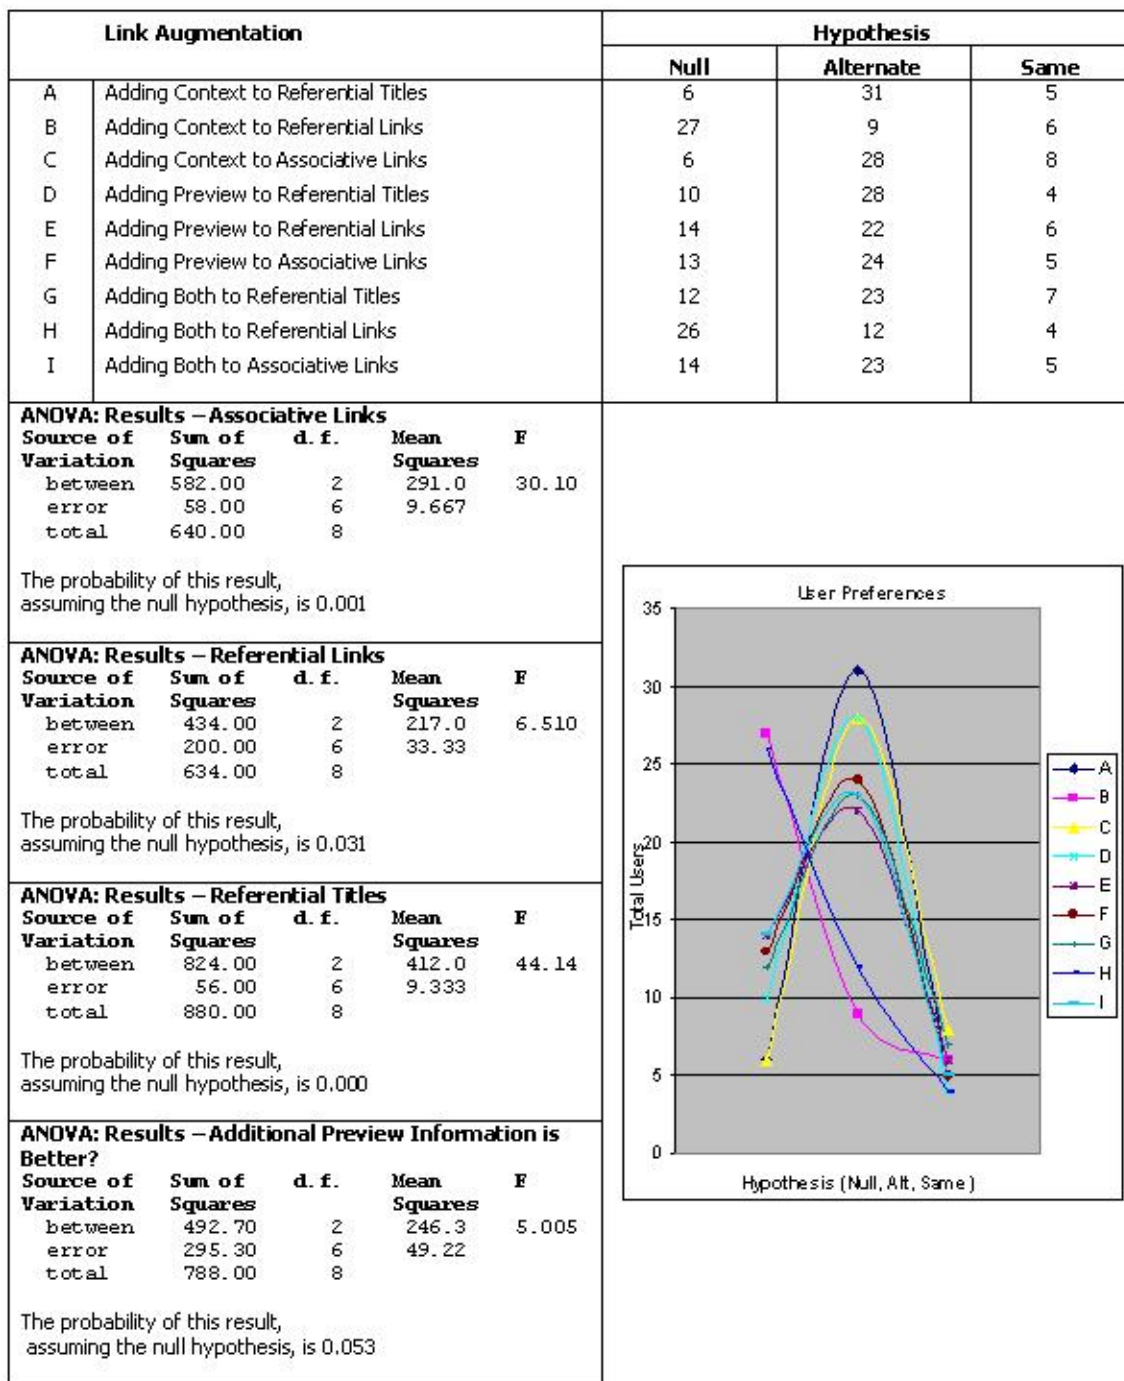 Link Augmentation Hypothesis
Null Alternate Same
A Adding Context to Referential Titles 6 31 5
B Adding Context to Referential Links 27 9 6
C Adding Context to Associative Links 6 28 8
D Adding Preview to Referential Titles 10 28 4
E Adding Preview to Referential Links 14 22 6
F Adding Preview to Associative Links 13 24 5
G Adding Both to Referential Titles 12 23 7
H Adding Both to Referential Links 26 12 4
I Adding Both to Associative Links 14 23 5
ANOVA: Results – Associative Links
Source of Sum of d.f. Mean F
Variation Squares Squares
between 582.00 2 291.0 30.10
error 58.00 6 9.667
total 640.00 8
The probability of this result,
assuming the null hypothesis, is 0.001
ANOVA: Results – Referential Links
Source of Sum of d.f. Mean F
Variation Squares Squares
between 434.00 2 217.0 6.510
error 200.00 6 33.33
total 634.00 8
The probability of this result,
assuming the null hypothesis, is 0.031
ANOVA: Results – Referential Titles
Source of Sum of d.f. Mean F
Variation Squares Squares
between 824.00 2 412.0 44.14
error 56.00 6 9.333
total 880.00 8
The probability of this result,
assuming the null hypothesis, is 0.000
ANOVA: Results – Additional Preview Information is
Better?
Source of Sum of d.f. Mean F
Variation Squares Squares
between 492.70 2 246.3 5.005
error 295.30 6 49.22
total 788.00 8
The probability of this result,
assuming the null hypothesis, is 0.053
User Preferences
35
30
25
20
15
10
5
0
Total Users
Hypothesis (Null, Alt, Same)
A
B
C
D
E
F
G
H
I